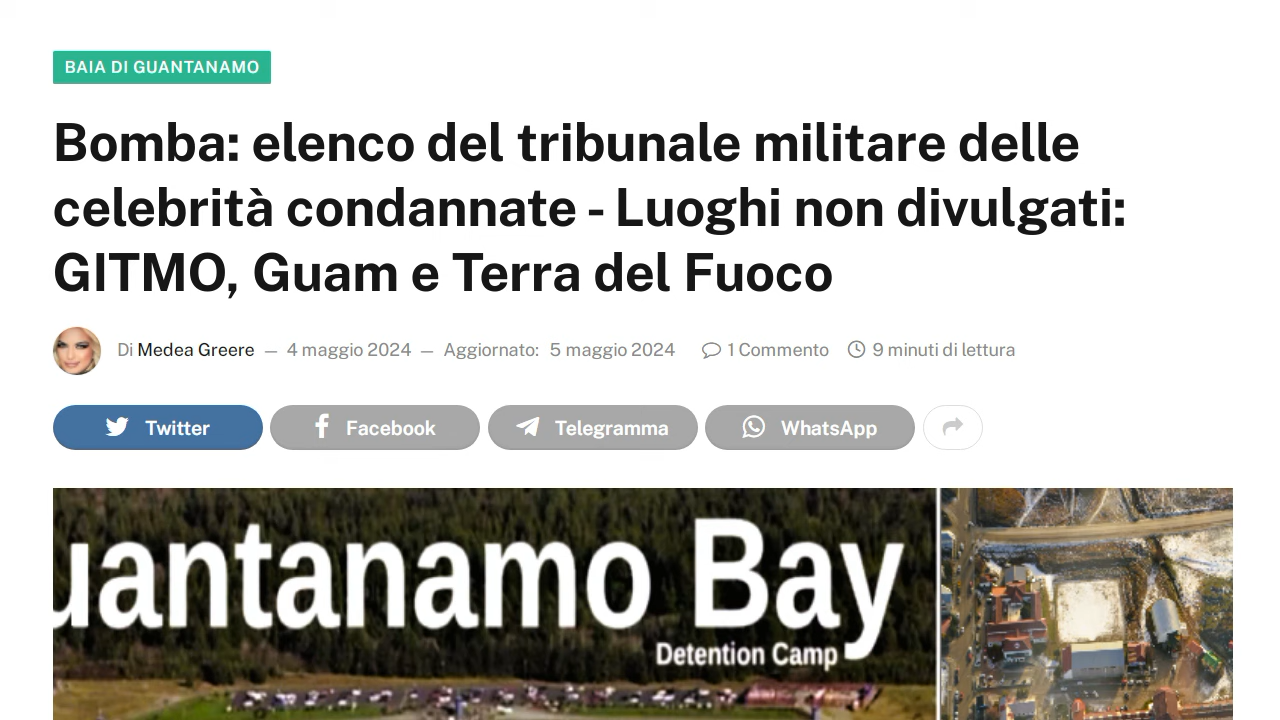 BAIA DI GUANTANAMO
Bomba: elenco del tribunale militare delle
celebrità condannate - Luoghi non divulgati:
GITMO, Guam e Terra del Fuoco
Di Medea Greere — 4 maggio 2024 — Aggiornato: 5 maggio 2024 1 Commento 9 minuti di lettura
Twitter Facebook Telegramma WhatsApp
uantanamo Bay
Detention Camp